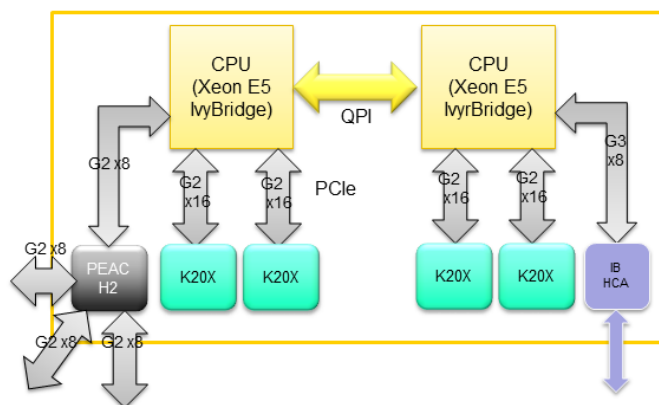 CPU
(Xeon E5
IvyBridge)
CPU
(Xeon E5
IvyrBridge)
QPI
G2 x8
G2
x16
G2
x16
PCIe
G2
x16
G2
x16
G3
x8
G2 x8
PEAC
H2
K20X
K20X
K20X
K20X
IB
HCA
G2 x8
G2 x8